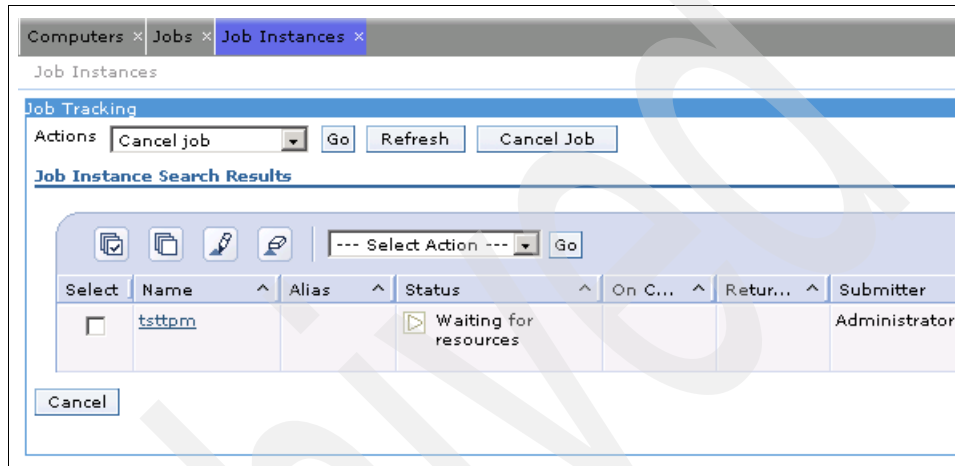 Computers × Jobs × Job Instances ×
Job Instances
Job Tracking
Actions Cancel job Go Refresh Cancel Job
Job Instance Search Results
--- Select Action --- Go
Select Name ^ Alias ^ Status ^ On C... ^ Retur... ^ Submitter
tsttpm Waiting for Administrator
resources
Cancel